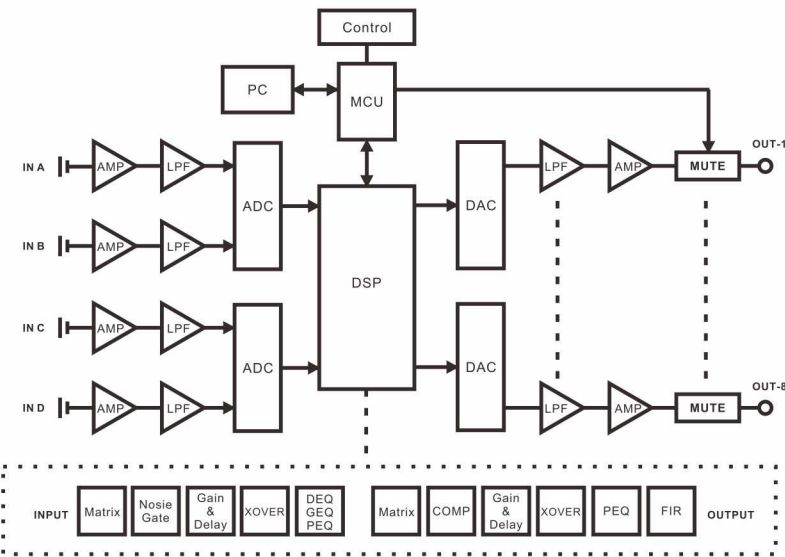 Control
PC
MCU
IN A
AMP
LPF
ADC
IN B
AMP
LPF
IN C
AMP
LPF
ADC
IN D
AMP
LPF
DSP
DAC
LPF
AMP
MUTE
OUT-1
DAC
LPF
AMP
MUTE
OUT-8
INPUT
Matrix
Nosie
Gate
Gain
&
Delay
XOVER
DEQ
GEQ
PEQ
Matrix
COMP
Gain
&
Delay
XOVER
PEQ
FIR
OUTPUT